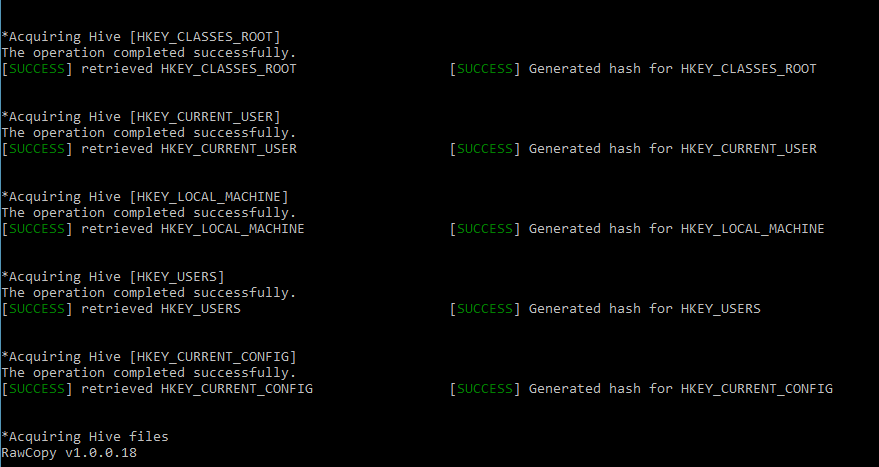 *Acquiring Hive [HKEY_CLASSES_ROOT]
The operation completed successfully.
[SUCCESS] retrieved HKEY_CLASSES_ROOT                   [SUCCESS] Generated hash for HKEY_CLASSES_ROOT
*Acquiring Hive [HKEY_CURRENT_USER]
The operation completed successfully.
[SUCCESS] retrieved HKEY_CURRENT_USER                   [SUCCESS] Generated hash for HKEY_CURRENT_USER
*Acquiring Hive [HKEY_LOCAL_MACHINE]
The operation completed successfully.
[SUCCESS] retrieved HKEY_LOCAL_MACHINE                  [SUCCESS] Generated hash for HKEY_LOCAL_MACHINE
*Acquiring Hive [HKEY_USERS]
The operation completed successfully.
[SUCCESS] retrieved HKEY_USERS                          [SUCCESS] Generated hash for HKEY_USERS
*Acquiring Hive [HKEY_CURRENT_CONFIG]
The operation completed successfully.
[SUCCESS] retrieved HKEY_CURRENT_CONFIG                 [SUCCESS] Generated hash for HKEY_CURRENT_CONFIG
*Acquiring Hive files
RawCopy v1.0.0.18